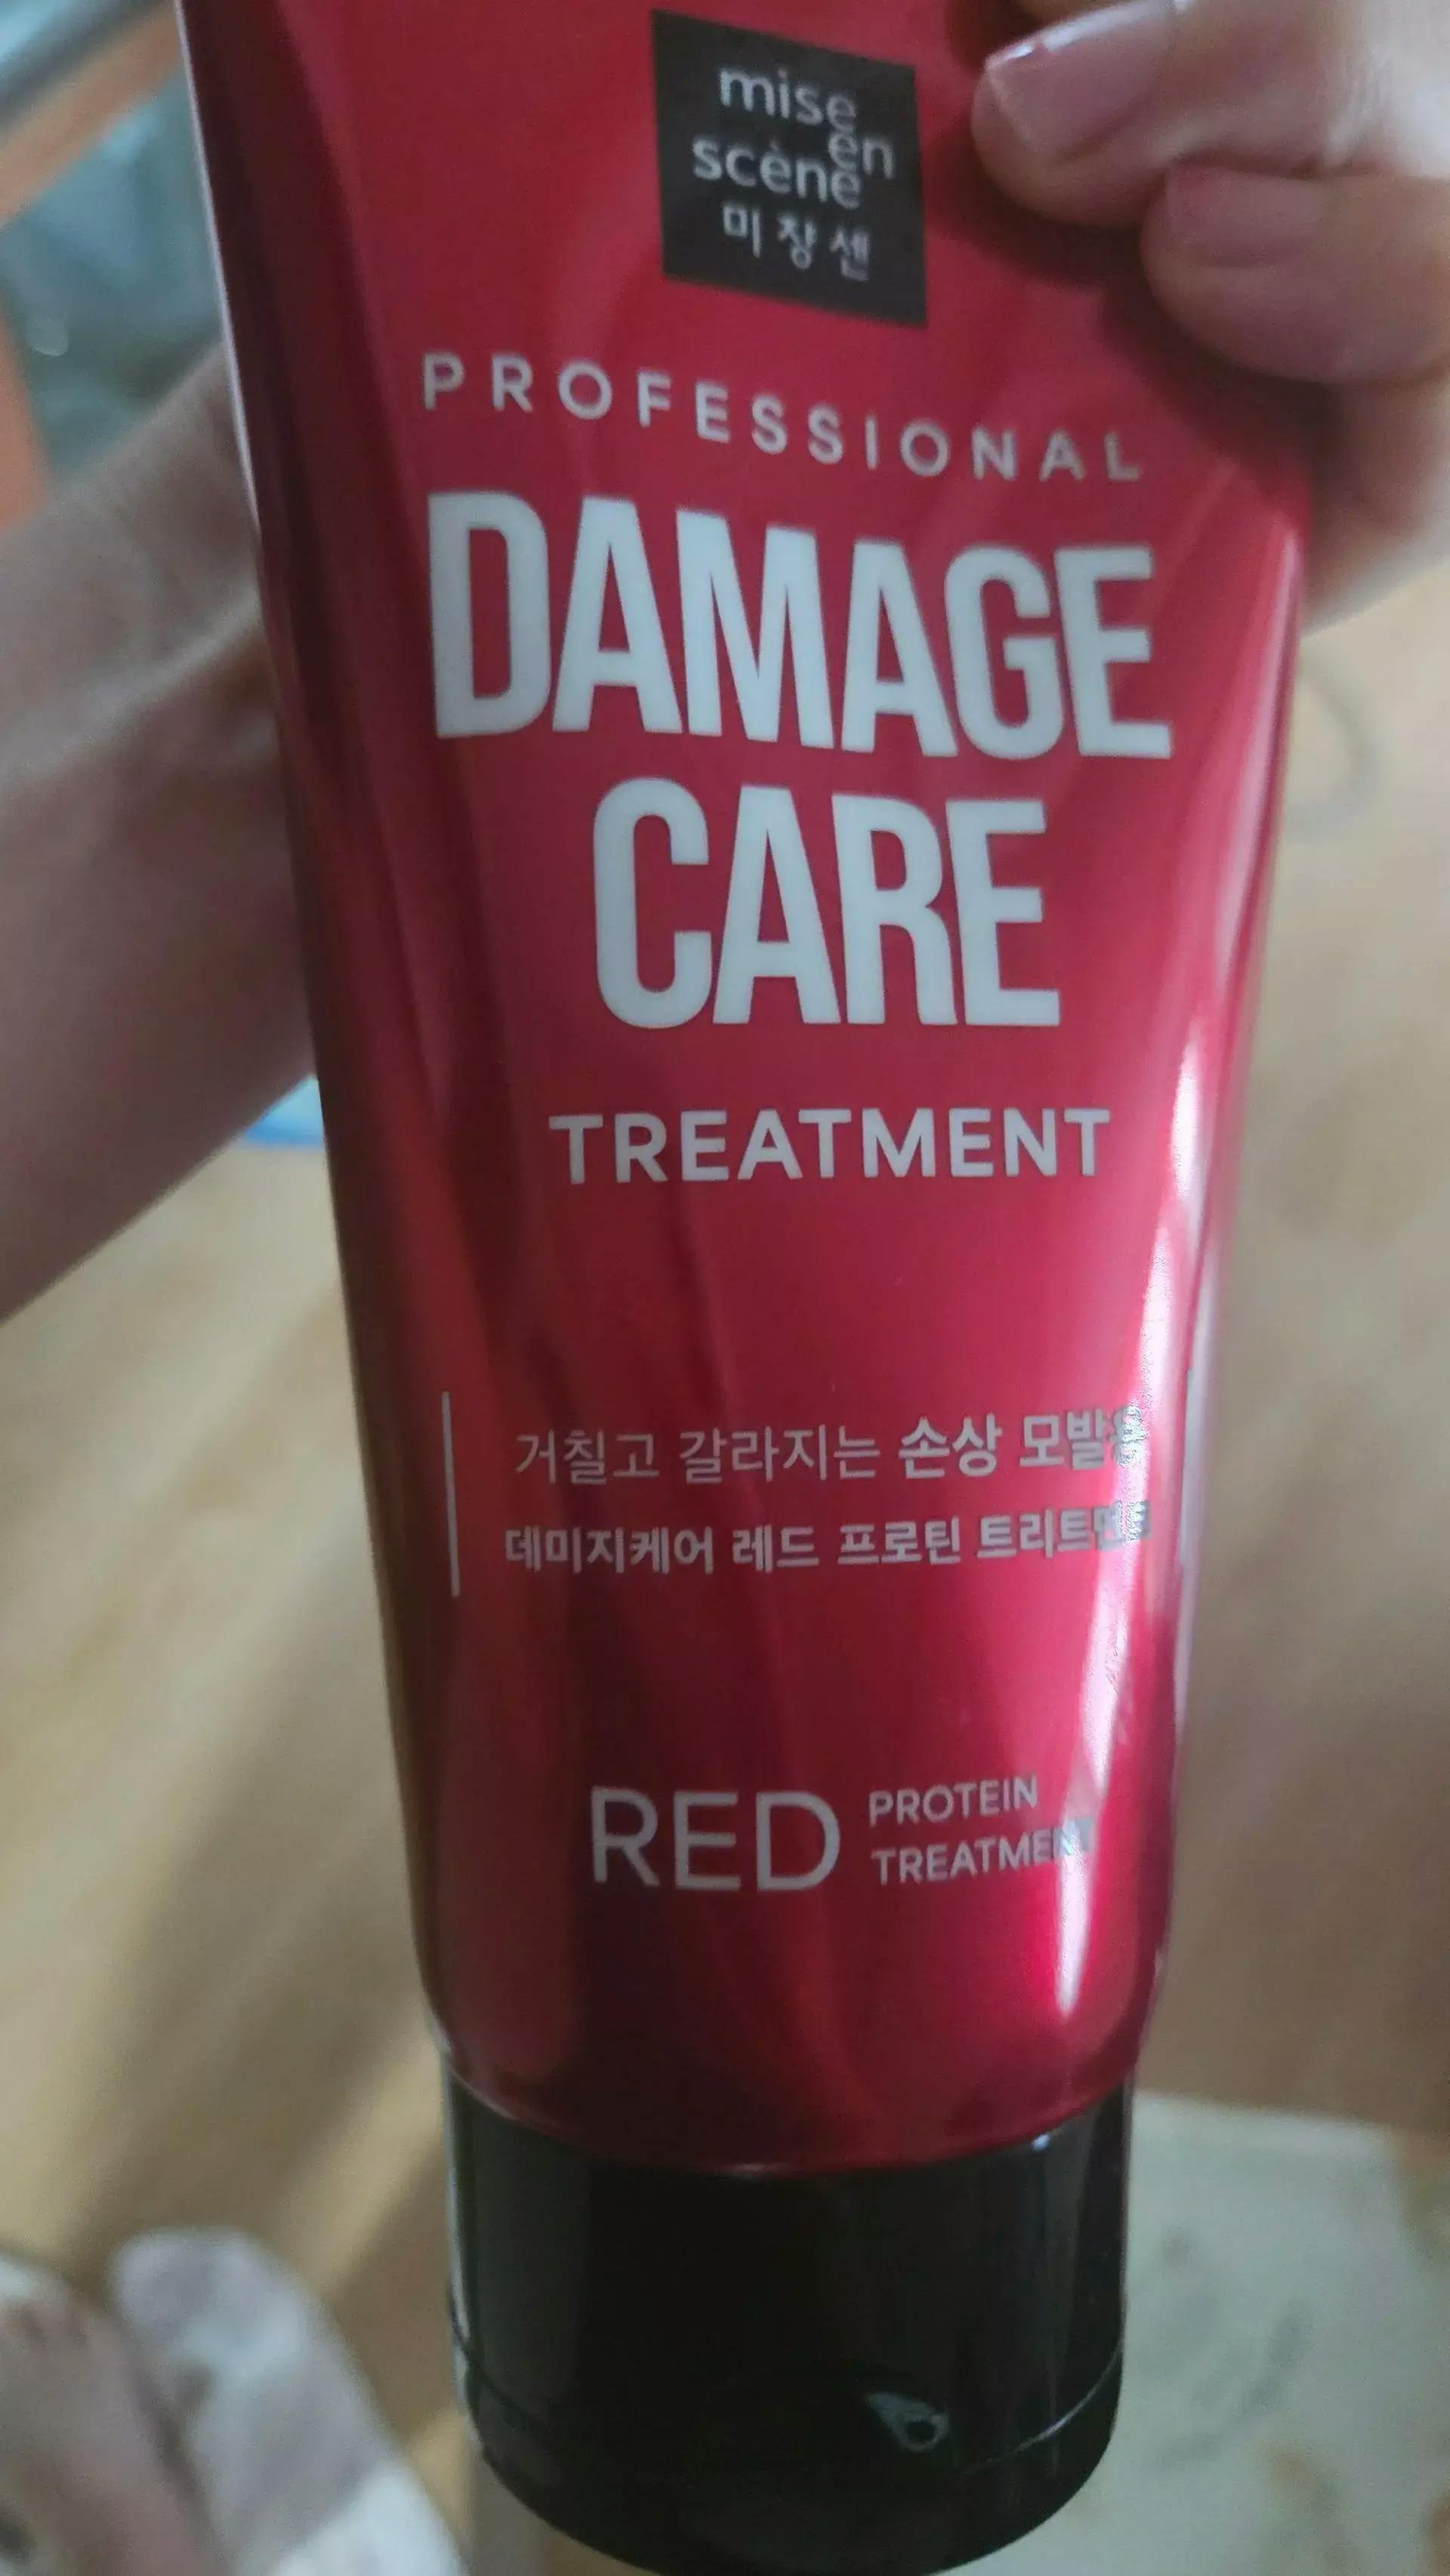 mise
en
scène
미쟝센
PROFESSIONAL
DAMAGE
CARE
TREATMENT
거칠고 갈라지는 손상 모발용
데미지케어 레드 프로틴 트리트먼트
RED PROTEIN
TREATMENT